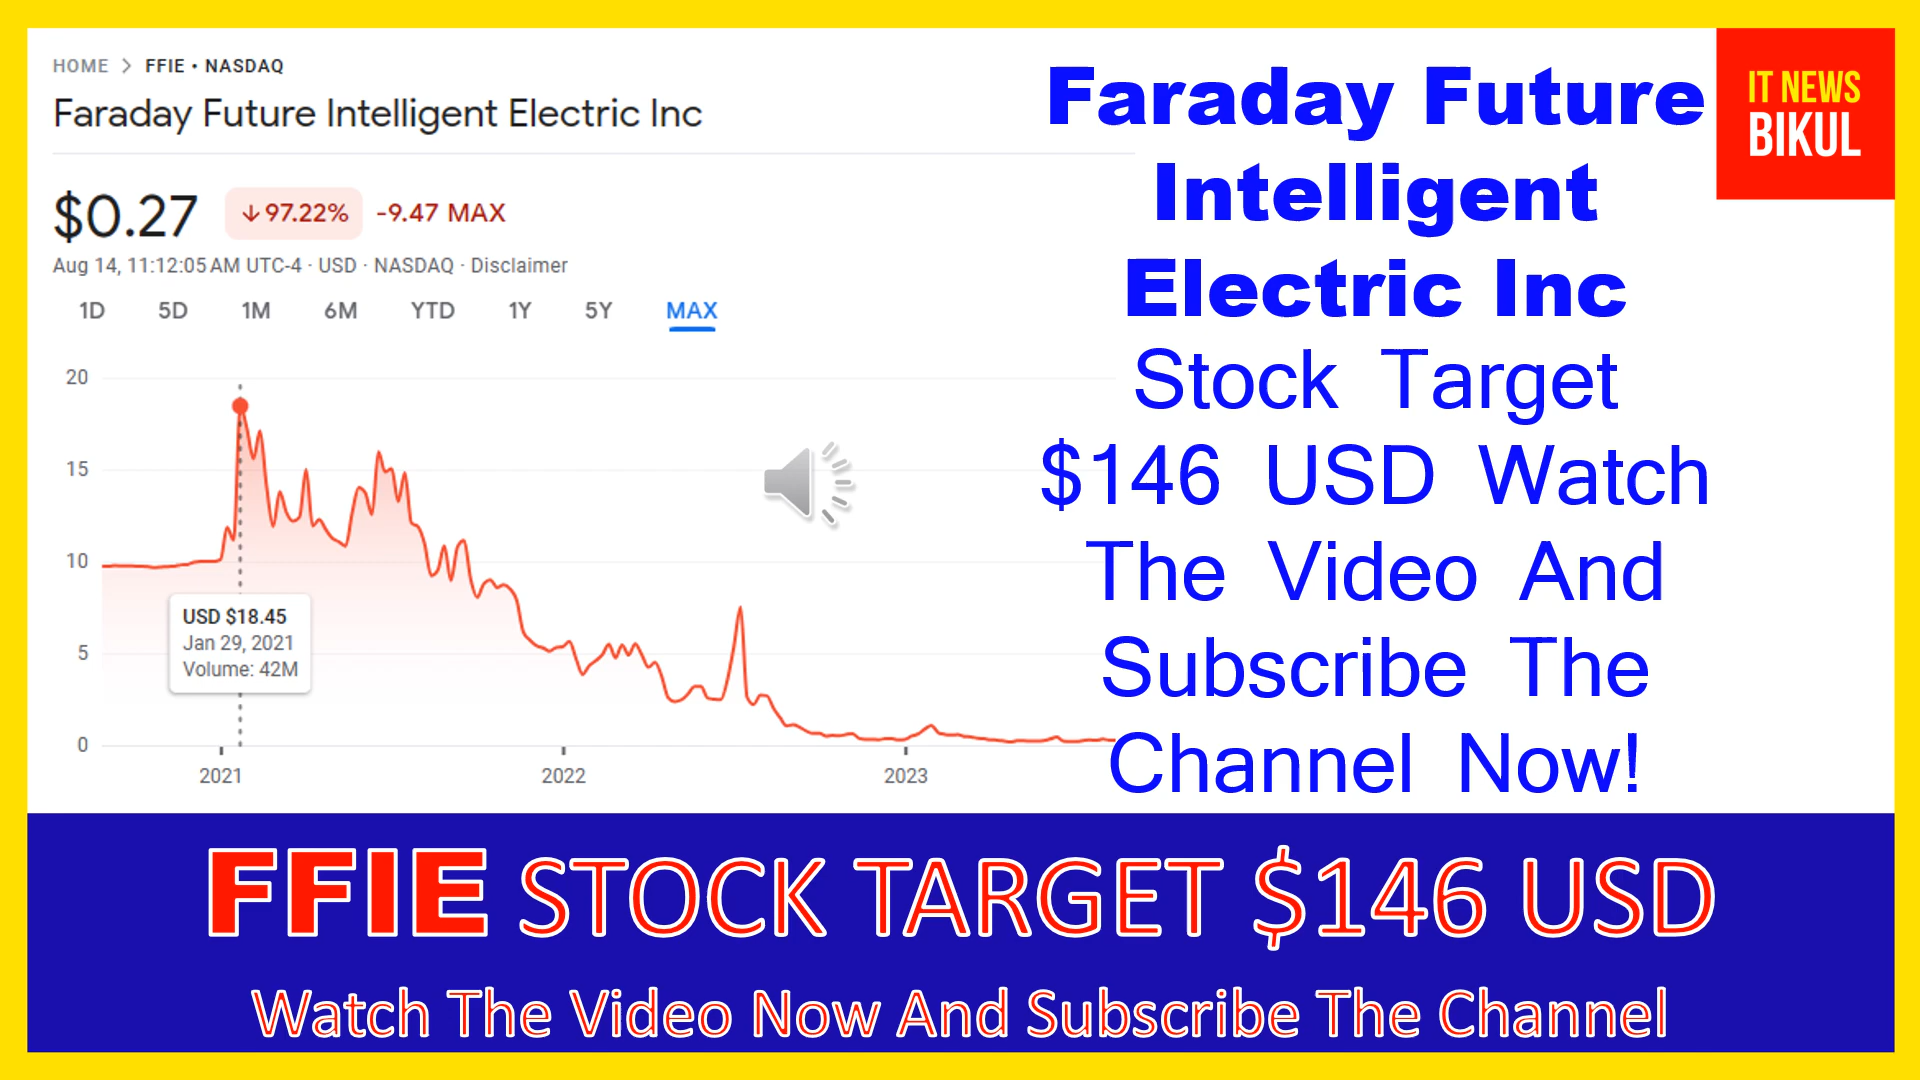 HOME > FFIE • NASDAQ
Faraday Future Intelligent Electric Inc
$0.27 ↓97.22% -9.47 MAX
Aug 14, 11:12:05 AM UTC-4 · USD · NASDAQ · Disclaimer
1D 5D 1M 6M YTD 1Y 5Y MAX
20
15
10
5
0
USD $18.45
Jan 29, 2021
Volume: 42M
2021 2022 2023
Faraday Future
Intelligent
Electric Inc
Stock Target
$146 USD Watch
The Video And
Subscribe The
Channel Now!
IT NEWS
BIKUL
FFIE STOCK TARGET $146 USD
Watch The Video Now And Subscribe The Channel